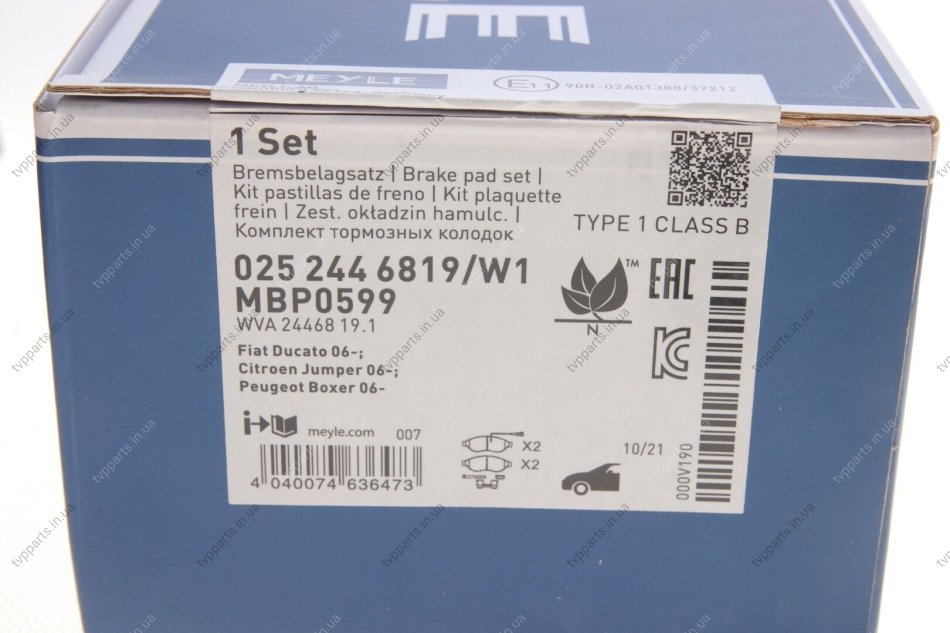 MEYLE
E11 90R-02A01388/37212
1 Set
Bremsbelagsatz | Brake pad set |
Kit pastillas de freno | Kit plaquette
frein | Zest. okładzin hamulc. |
Комплект тормозных колодок
TYPE 1 CLASS B
025 244 6819/W1
MBP0599
WVA 24468 19.1
TM
N
EAC
Fiat Ducato 06-;
Citroen Jumper 06-;
Peugeot Boxer 06-
meyle.com 007
X2
X2
10/21
000V190
4 040074 636473
tvpparts.in.ua